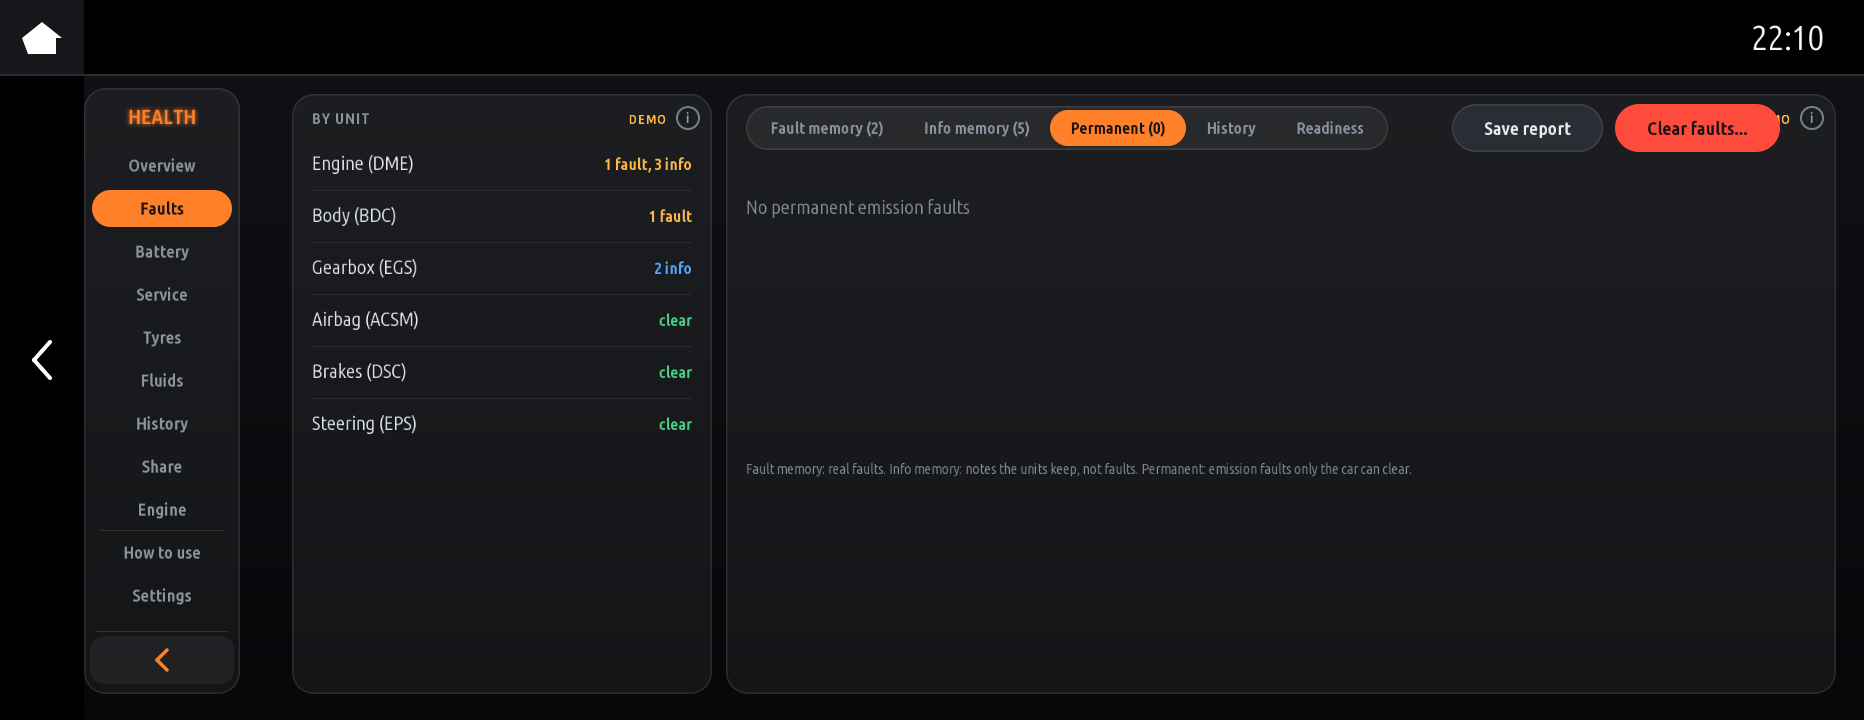 22:10
HEALTH
Overview
Faults
Battery
Service
Tyres
Fluids
History
Share
Engine
How to use
Settings
BY UNIT DEMO i
Engine (DME) 1 fault, 3 info
Body (BDC) 1 fault
Gearbox (EGS) 2 info
Airbag (ACSM) clear
Brakes (DSC) clear
Steering (EPS) clear
Fault memory (2) Info memory (5) Permanent (0) History Readiness Save report Clear faults... i
No permanent emission faults
Fault memory: real faults. Info memory: notes the units keep, not faults. Permanent: emission faults only the car can clear.